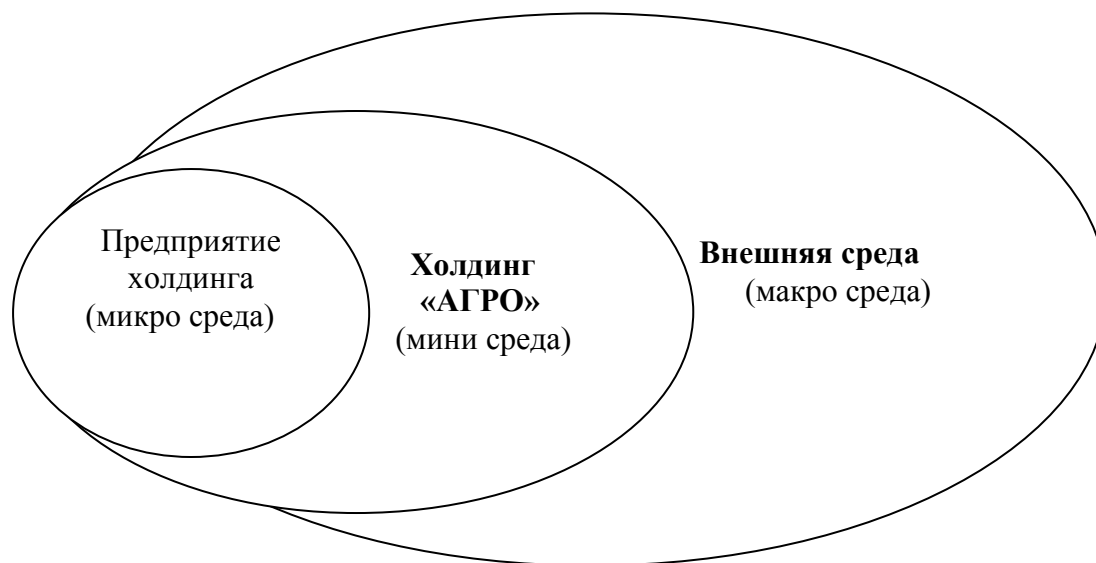 Предприятие
холдинга
(микро среда)
Холдинг
«АГРО»
(мини среда)
Внешняя среда
(макро среда)